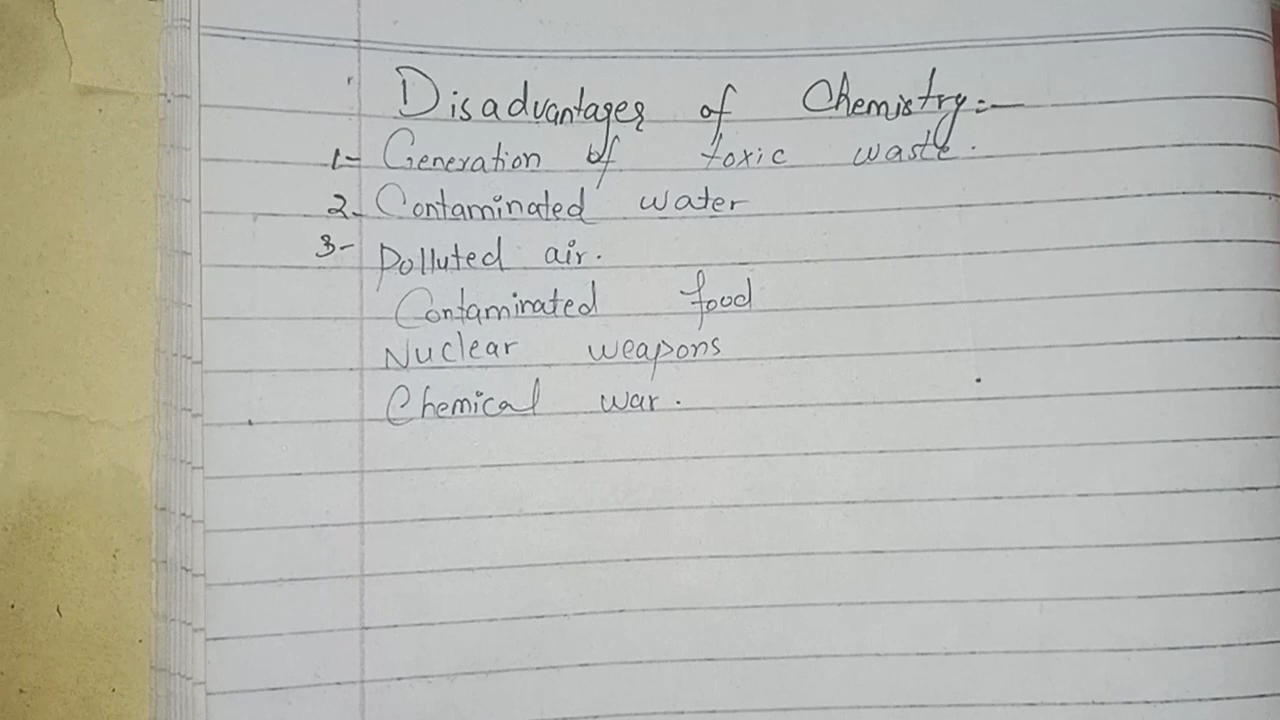 Disadvantages of Chemistry:-
1- Generation of toxic waste.
2- Contaminated water
3- Polluted air.
Contaminated food
Nuclear weapons
Chemical war.